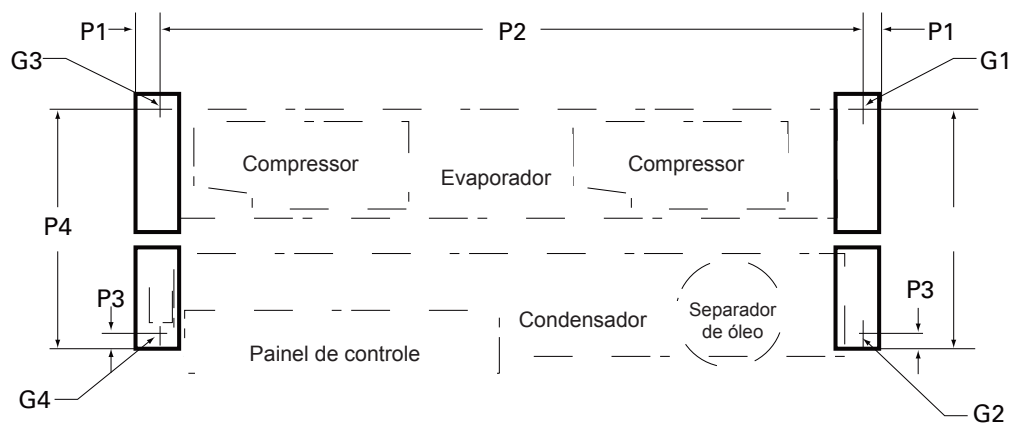 P1
P2
P1
G3
G1
Compressor
Evaporador
Compressor
P4
P3
P3
Condensador
Separador
de óleo
Painel de controle
G4
G2